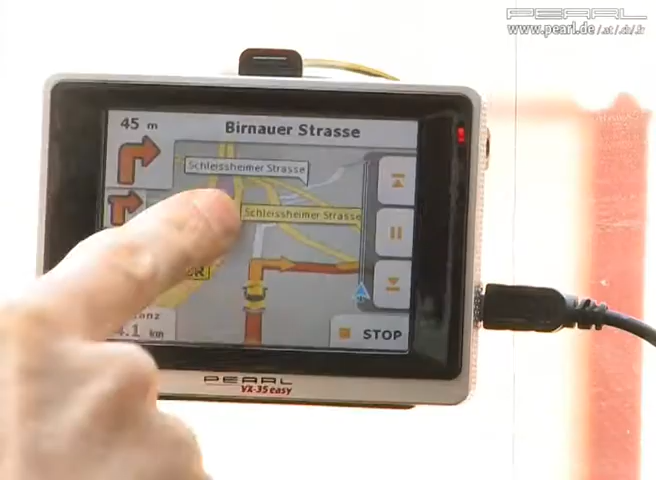 PEARL
www.pearl.de/.at/.ch/.fr
45 m
Birnauer Strasse
Schleissheimer Strasse
Schleissheimer Strasse
4.1 km
STOP
PEARL
VX-35 easy